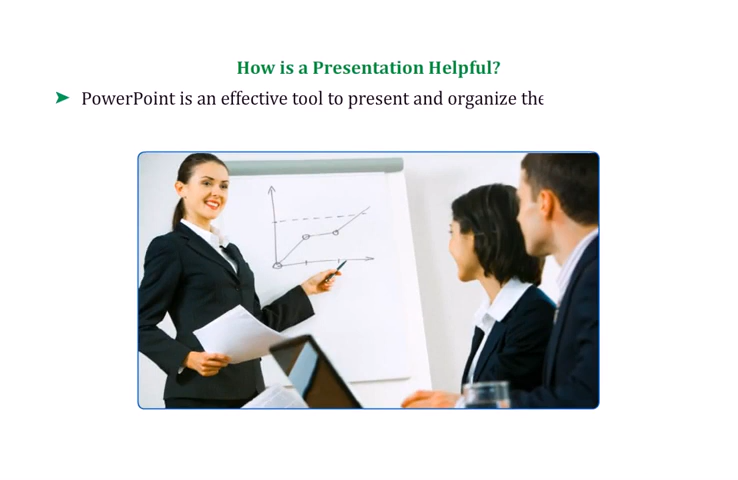 How is a Presentation Helpful?
PowerPoint is an effective tool to present and organize the